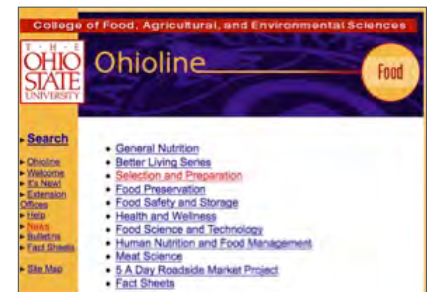 College of Food, Agricultural, and Environmental Sciences
T · H · E
OHIO
STATE
UNIVERSITY
Ohioline
Food
Search
Ohioline
Welcome
It's New!
Extension
Offices
Help
News
Bulletins
Fact Sheets
Site Map
General Nutrition
Better Living Series
Selection and Preparation
Food Preservation
Food Safety and Storage
Health and Wellness
Food Science and Technology
Human Nutrition and Food Management
Meat Science
5 A Day Roadside Market Project
Fact Sheets